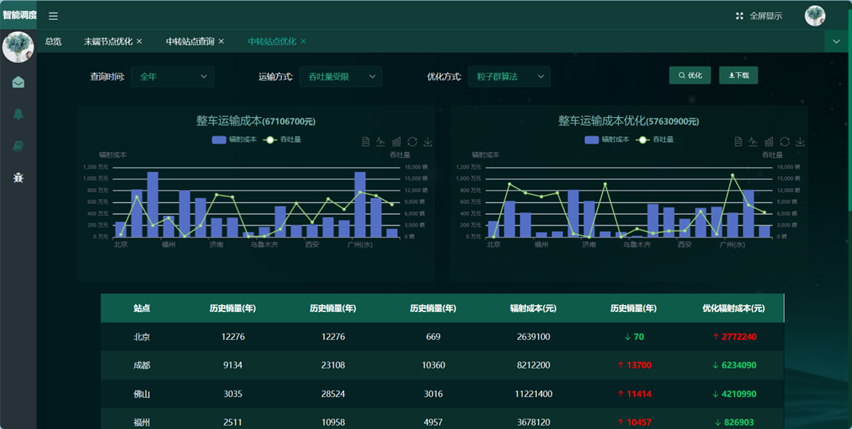 智能调度
全屏显示
总览 末端节点优化 × 中转站点查询 × 中转站点优化 ×
查询时间: 全年 运输方式: 吞吐量受限 优化方式: 粒子群算法 优化 下载
整车运输成本(67106700元)
辐射成本 吞吐量
辐射成本 吞吐量
1,200 万元 18,000 辆
1,000 万元 15,000 辆
800 万元 12,000 辆
600 万元 9,000 辆
400 万元 6,000 辆
200 万元 3,000 辆
0 万元 0 辆
北京 福州 济南 乌鲁木齐 西安 广州(水)
整车运输成本优化(57630900元)
辐射成本 吞吐量
辐射成本 吞吐量
1,200 万元 18,000 辆
1,000 万元 15,000 辆
800 万元 12,000 辆
600 万元 9,000 辆
400 万元 6,000 辆
200 万元 3,000 辆
0 万元 0 辆
北京 福州 济南 乌鲁木齐 西安 广州(水)
站点 历史销量(年) 历史销量(年) 历史销量(年) 辐射成本(元) 历史销量(年) 优化辐射成本(元)
北京 12276 12276 669 2639100 ↓ 70 ↑ 2772240
成都 9134 23108 10360 8212200 ↑ 13700 ↓ 6234090
佛山 3035 28524 3016 11221400 ↑ 11414 ↓ 4210990
福州 2511 10958 4957 3678120 ↑ 10457 ↓ 826903